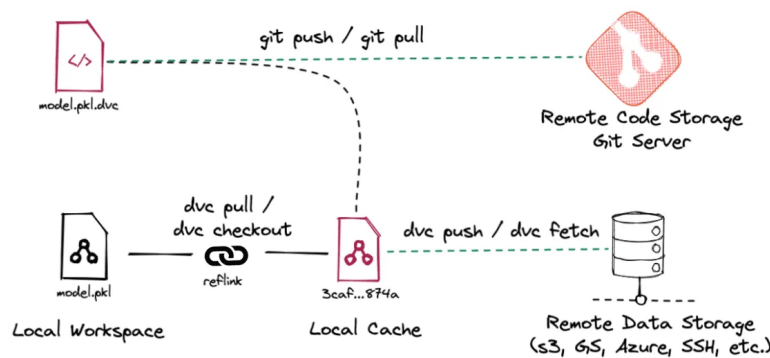 git push / git pull
</>
model.pkl.dvc
Remote Code Storage
Git Server
dvc pull /
dvc checkout
dvc push / dvc fetch
reflink
model.pkl
3caf...874a
Local Workspace
Local Cache
Remote Data Storage
(s3, GS, Azure, SSH, etc.)